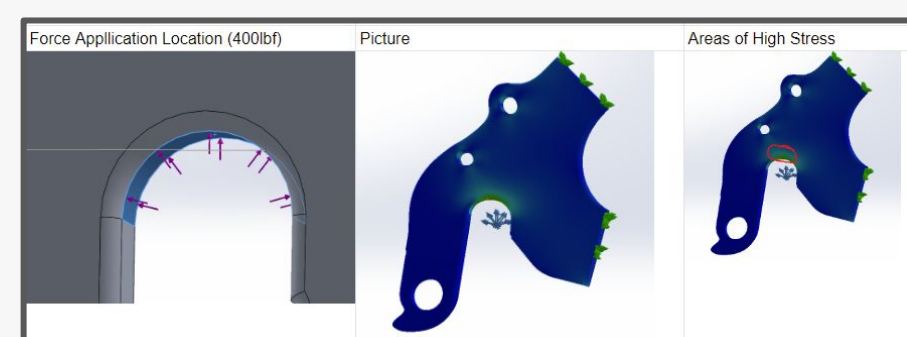 Force Appllication Location (400lbf)
Picture
Areas of High Stress